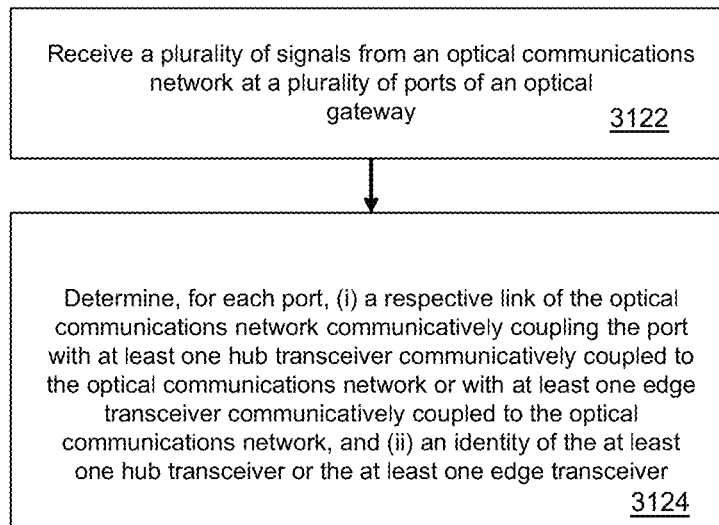 Receive a plurality of signals from an optical communications
network at a plurality of ports of an optical
gateway
3122
Determine, for each port, (i) a respective link of the optical
communications network communicatively coupling the port
with at least one hub transceiver communicatively coupled to
the optical communications network or with at least one edge
transceiver communicatively coupled to the optical
communications network, and (ii) an identity of the at least
one hub transceiver or the at least one edge transceiver
3124